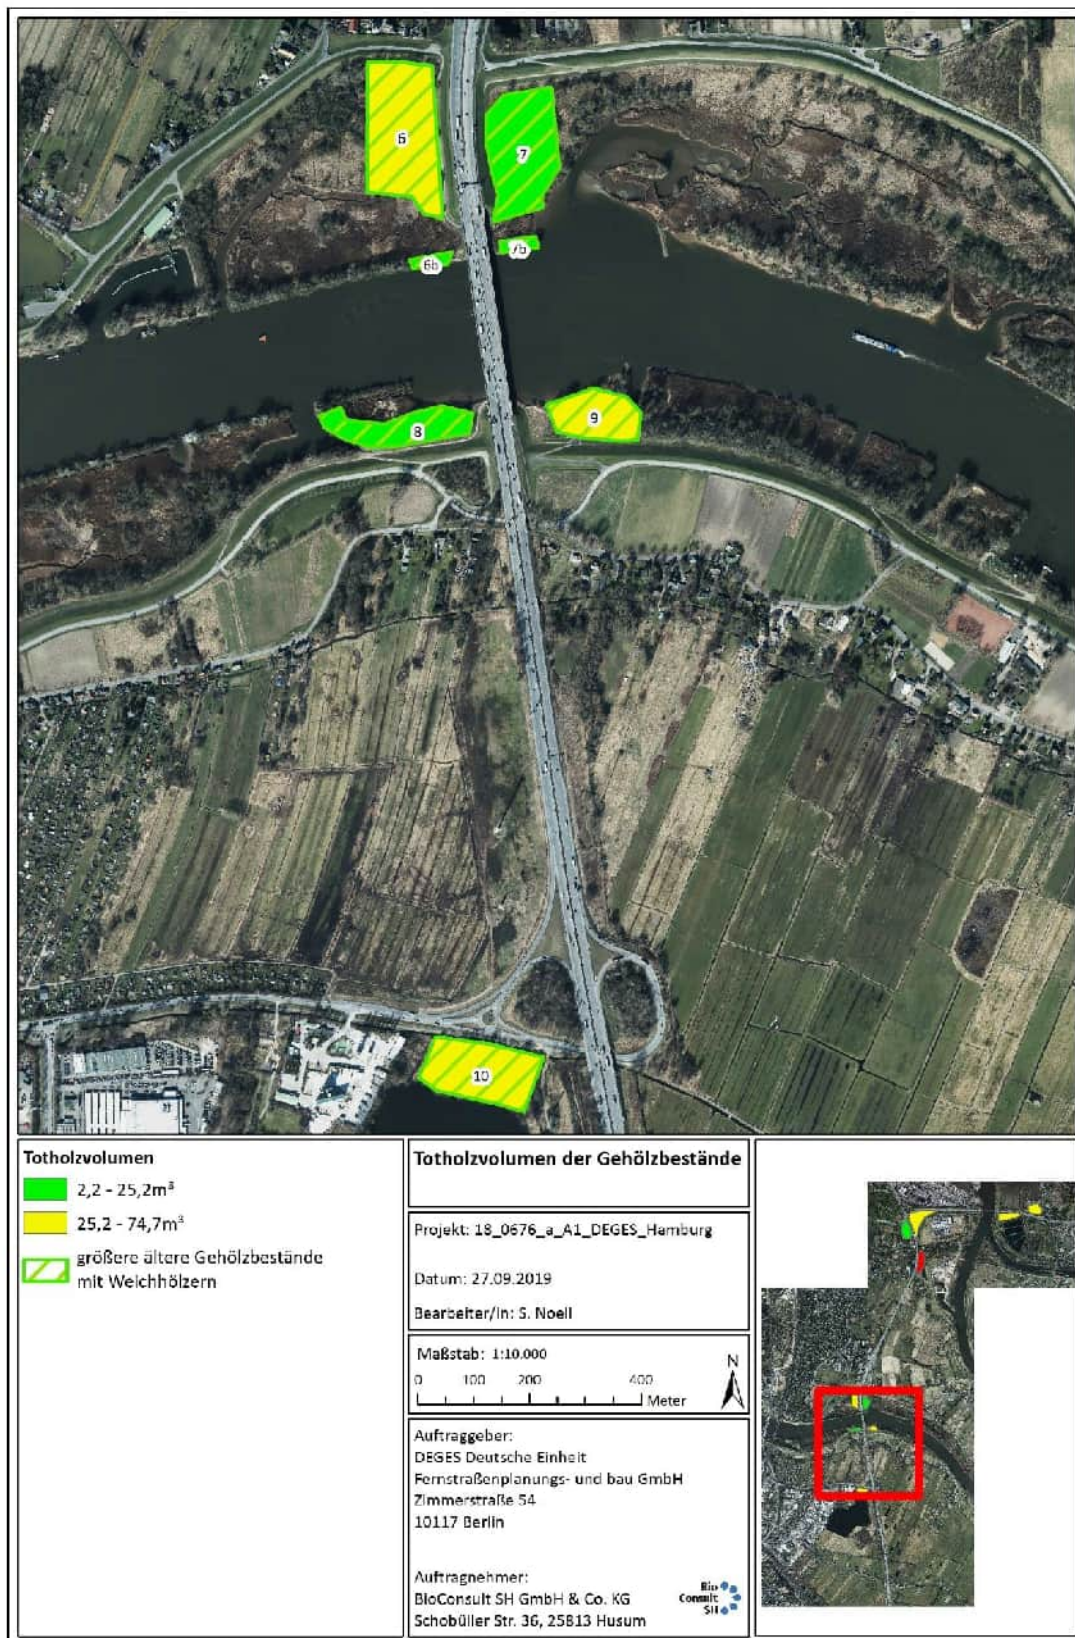 6
7
6b
7b
8
9
10
Totholzvolumen
2,2 - 25,2m³
25,2 - 74,7m³
größere ältere Gehölzbestände
mit Weichhölzern
Totholzvolumen der Gehölzbestände
Projekt: 18_0676_a_A1_DEGES_Hamburg
Datum: 27.09.2019
Bearbeiter/in: S. Noell
Maßstab: 1:10.000
0 100 200 400
Meter
N
Auftraggeber:
DEGES Deutsche Einheit
Fernstraßenplanungs- und bau GmbH
Zimmerstraße 54
10117 Berlin
Auftragnehmer:
BioConsult SH GmbH & Co. KG
Schobüller Str. 36, 25813 Husum
Bio
Consult
SH